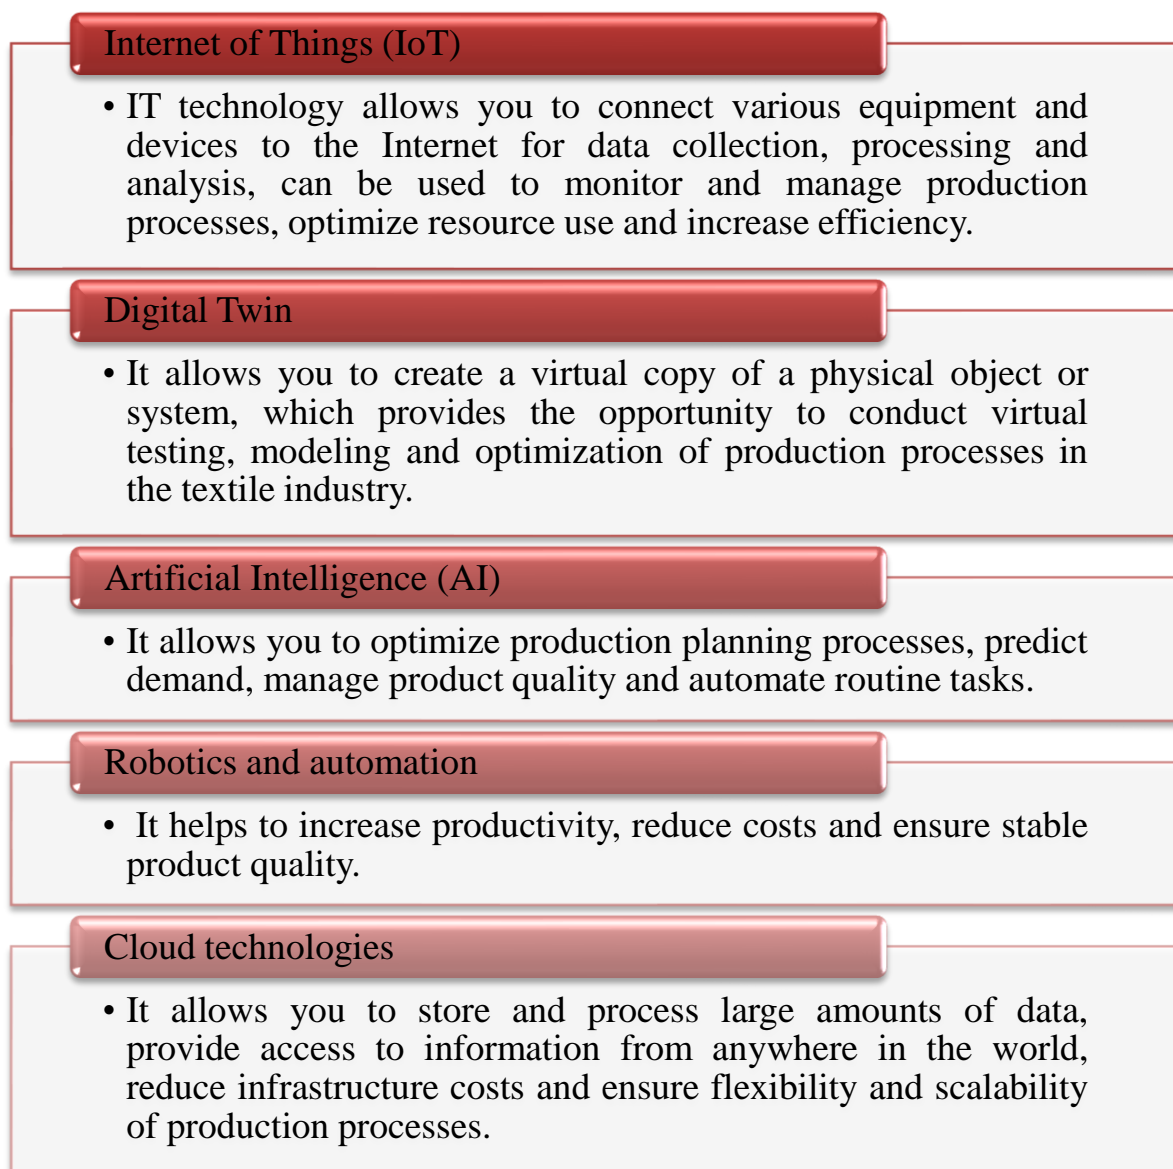 Internet of Things (IoT)
• IT technology allows you to connect various equipment and
devices to the Internet for data collection, processing and
analysis, can be used to monitor and manage production
processes, optimize resource use and increase efficiency.
Digital Twin
• It allows you to create a virtual copy of a physical object or
system, which provides the opportunity to conduct virtual
testing, modeling and optimization of production processes in
the textile industry.
Artificial Intelligence (AI)
• It allows you to optimize production planning processes, predict
demand, manage product quality and automate routine tasks.
Robotics and automation
• It helps to increase productivity, reduce costs and ensure stable
product quality.
Cloud technologies
• It allows you to store and process large amounts of data,
provide access to information from anywhere in the world,
reduce infrastructure costs and ensure flexibility and scalability
of production processes.